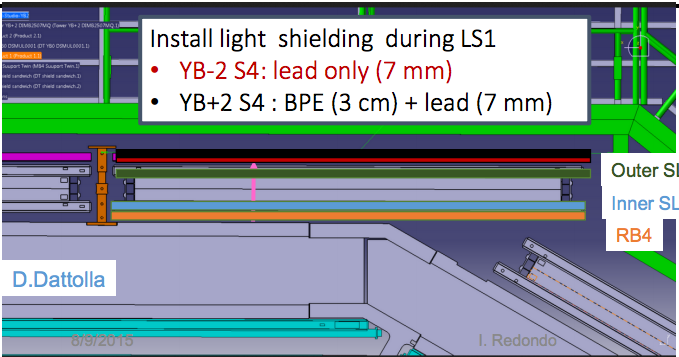 Install light shielding during LS1
• YB-2 S4: lead only (7 mm)
• YB+2 S4 : BPE (3 cm) + lead (7 mm)
Outer SL
Inner SL
RB4
D.Dattolla
8/9/2015
I. Redondo